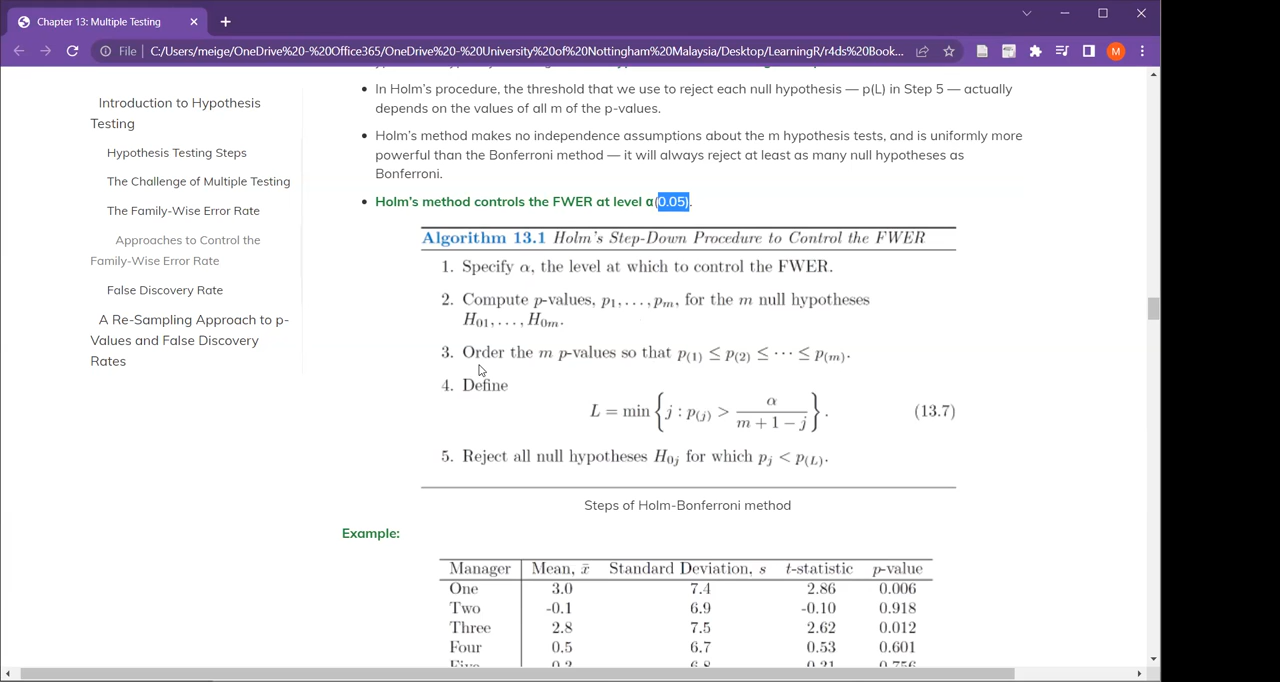 Chapter 13: Multiple Testing
File
C:/Users/meige/OneDrive%20-%20Office365/OneDrive%20-%20University%20of%20Nottingham%20Malaysia/Desktop/LearningR/r4ds%20Book...
M
Introduction to Hypothesis
Testing
Hypothesis Testing Steps
The Challenge of Multiple Testing
The Family-Wise Error Rate
Approaches to Control the
Family-Wise Error Rate
False Discovery Rate
A Re-Sampling Approach to p-
Values and False Discovery
Rates
• In Holm's procedure, the threshold that we use to reject each null hypothesis — p(L) in Step 5 — actually
depends on the values of all m of the p-values.
• Holm's method makes no independence assumptions about the m hypothesis tests, and is uniformly more
powerful than the Bonferroni method — it will always reject at least as many null hypotheses as
Bonferroni.
• Holm's method controls the FWER at level α(0.05).
Algorithm 13.1 Holm's Step-Down Procedure to Control the FWER
1. Specify α, the level at which to control the FWER.
2. Compute p-values, p₁, . . . , pₘ, for the m null hypotheses
H₀₁, . . . , H₀ₘ.
3. Order the m p-values so that p₍₁₎ ≤ p₍₂₎ ≤ ··· ≤ p₍ₘ₎.
4. Define
L = min { j : p₍ⱼ₎ > α / (m + 1 − j) } . (13.7)
5. Reject all null hypotheses H₀ⱼ for which pⱼ < p_(L).
Steps of Holm-Bonferroni method
Example:
Manager Mean, x̄ Standard Deviation, s t-statistic p-value
One 3.0 7.4 2.86 0.006
Two -0.1 6.9 -0.10 0.918
Three 2.8 7.5 2.62 0.012
Four 0.5 6.7 0.53 0.601
Five 0.2 6.8 0.21 0.756